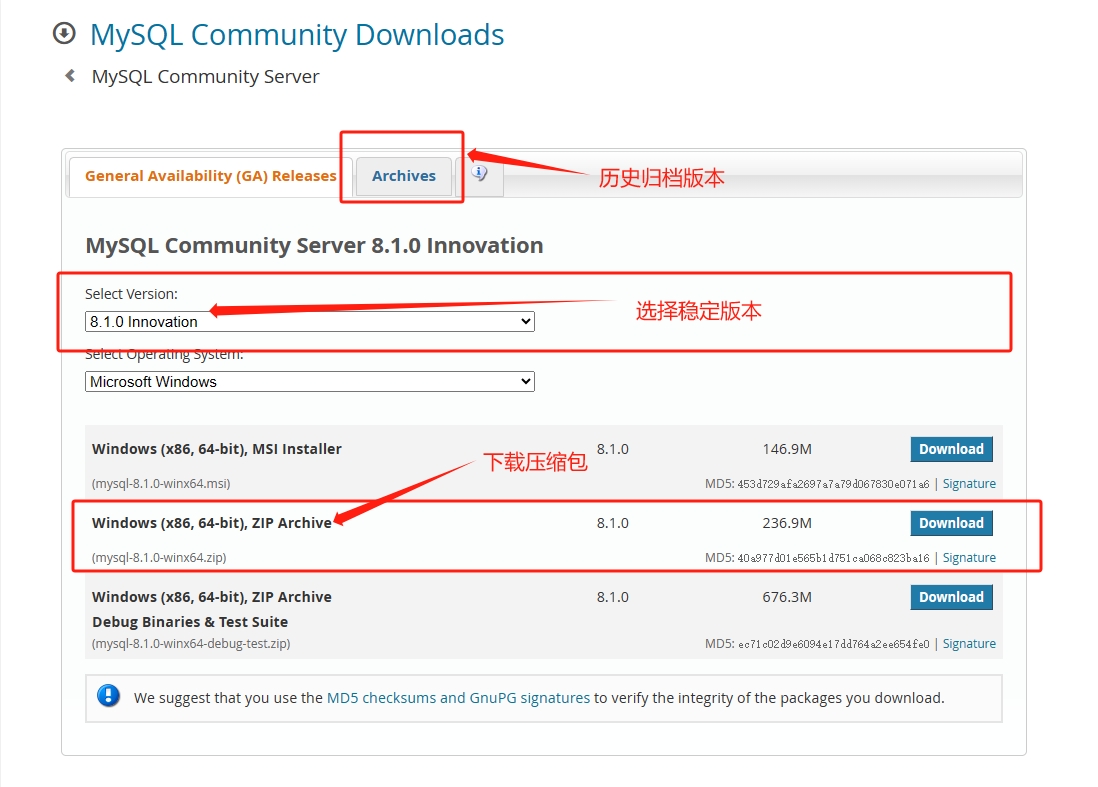 MySQL Community Downloads
MySQL Community Server
General Availability (GA) Releases
Archives
历史归档版本
MySQL Community Server 8.1.0 Innovation
Select Version:
8.1.0 Innovation
选择稳定版本
Select Operating System:
Microsoft Windows
Windows (x86, 64-bit), MSI Installer 8.1.0 146.9M Download
下载压缩包
(mysql-8.1.0-winx64.msi) MD5: 453d729afa2697a7a79d067830e071a6 | Signature
Windows (x86, 64-bit), ZIP Archive 8.1.0 236.9M Download
(mysql-8.1.0-winx64.zip) MD5: 40a977d01e565b1d751ca068c823ba16 | Signature
Windows (x86, 64-bit), ZIP Archive 8.1.0 676.3M Download
Debug Binaries & Test Suite
(mysql-8.1.0-winx64-debug-test.zip) MD5: ec71c02d9e6094e17dd764a2ee654fe0 | Signature
We suggest that you use the MD5 checksums and GnuPG signatures to verify the integrity of the packages you download.